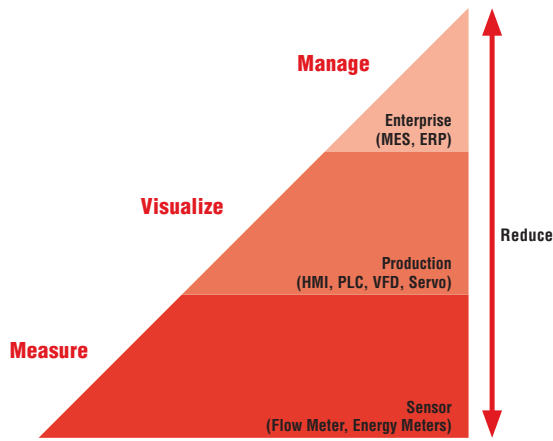 Manage
Enterprise
(MES, ERP)
Visualize
Reduce
Production
(HMI, PLC, VFD, Servo)
Measure
Sensor
(Flow Meter, Energy Meters)